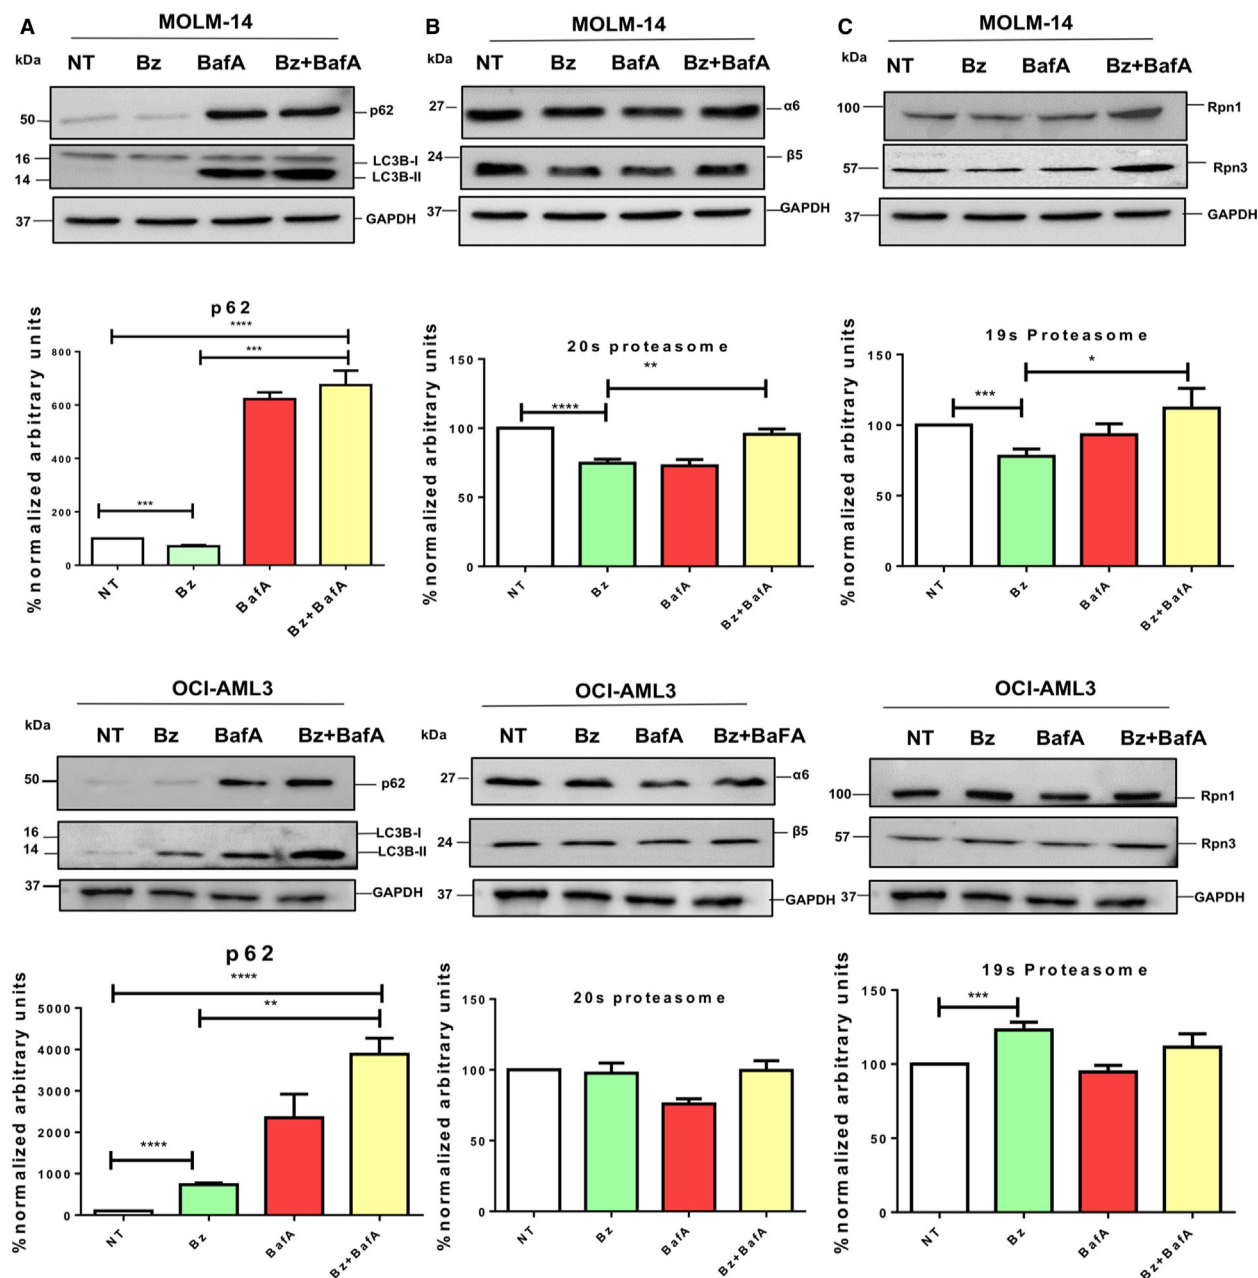 A
MOLM-14
kDa NT Bz BafA Bz+BafA
50 p62
16 LC3B-I
14 LC3B-II
37 GAPDH
B
MOLM-14
kDa NT Bz BafA Bz+BafA
27 α6
24 β5
37 GAPDH
C
MOLM-14
kDa NT Bz BafA Bz+BafA
100 Rpn1
57 Rpn3
37 GAPDH
p62
% normalized arbitrary units
****
***
***
800
600
400
200
0
NT Bz BafA Bz+BafA
20s proteasome
% normalized arbitrary units
**
****
150
100
50
0
NT Bz BafA Bz+BafA
19s Proteasome
% normalized arbitrary units
*
***
150
100
50
0
NT Bz BafA Bz+BafA
OCI-AML3
kDa NT Bz BafA Bz+BafA
50 p62
16 LC3B-I
14 LC3B-II
37 GAPDH
OCI-AML3
kDa NT Bz BafA Bz+BaFA
27 α6
24 β5
37 GAPDH
OCI-AML3
NT Bz BafA Bz+BafA
100 Rpn1
57 Rpn3
37 GAPDH
p62
% normalized arbitrary units
****
**
****
5000
4000
3000
2000
1000
0
NT Bz BafA Bz+BafA
20s proteasome
% normalized arbitrary units
150
100
50
0
NT Bz BafA Bz+BafA
19s Proteasome
% normalized arbitrary units
***
150
100
50
0
NT Bz BafA Bz+BafA